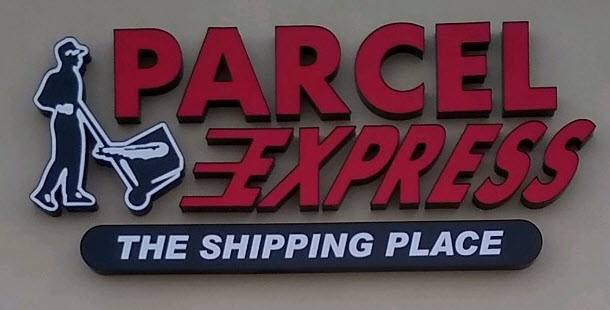 PARCEL
EXPRESS
THE SHIPPING PLACE